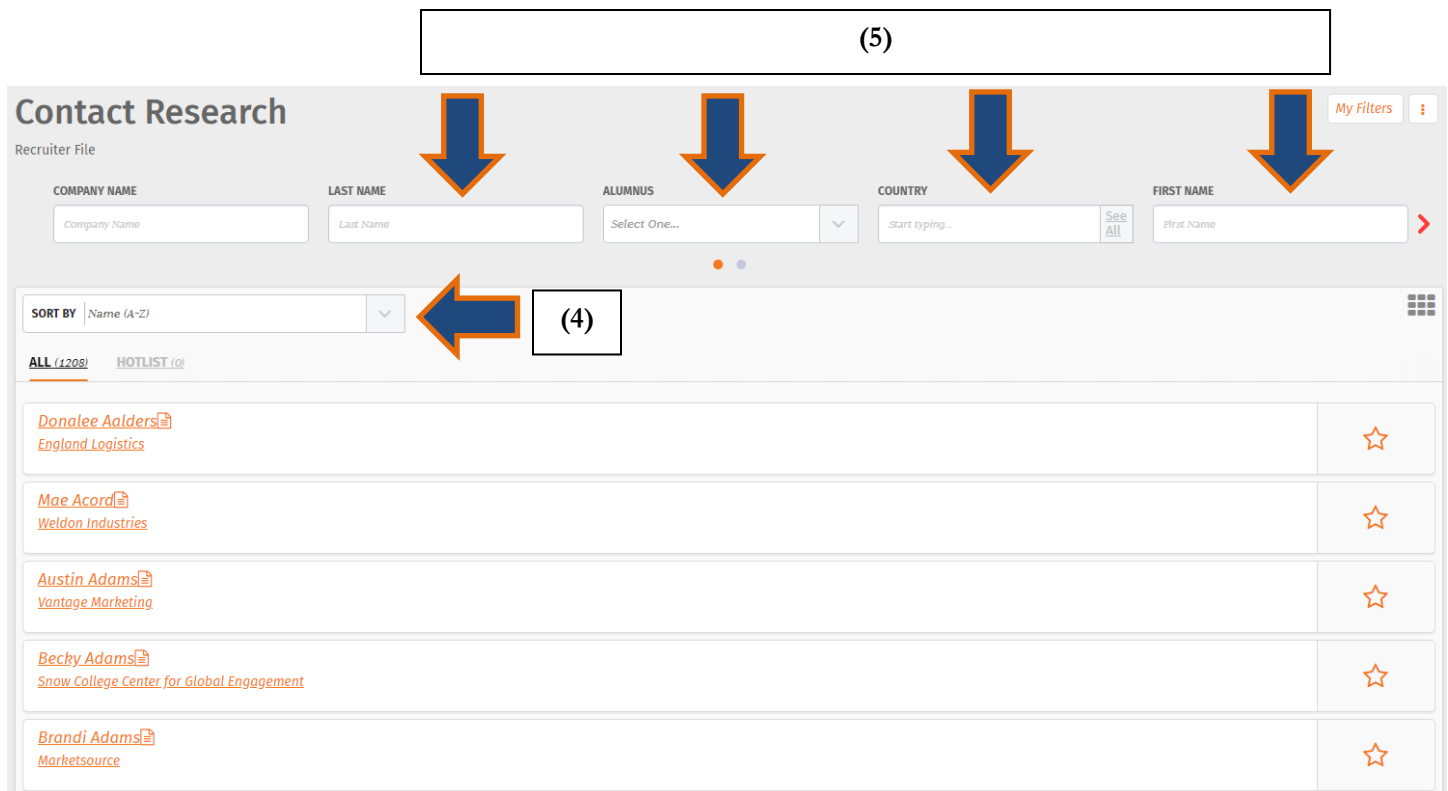 (5)
Contact Research
My Filters
Recruiter File
COMPANY NAME LAST NAME ALUMNUS COUNTRY FIRST NAME
Company Name Last Name Select One... Start typing... See All First Name
SORT BY Name (A-Z)
(4)
ALL (1208) HOTLIST (0)
Donalee Aalders
England Logistics
Mae Acord
Weldon Industries
Austin Adams
Vantage Marketing
Becky Adams
Snow College Center for Global Engagement
Brandi Adams
Marketsource